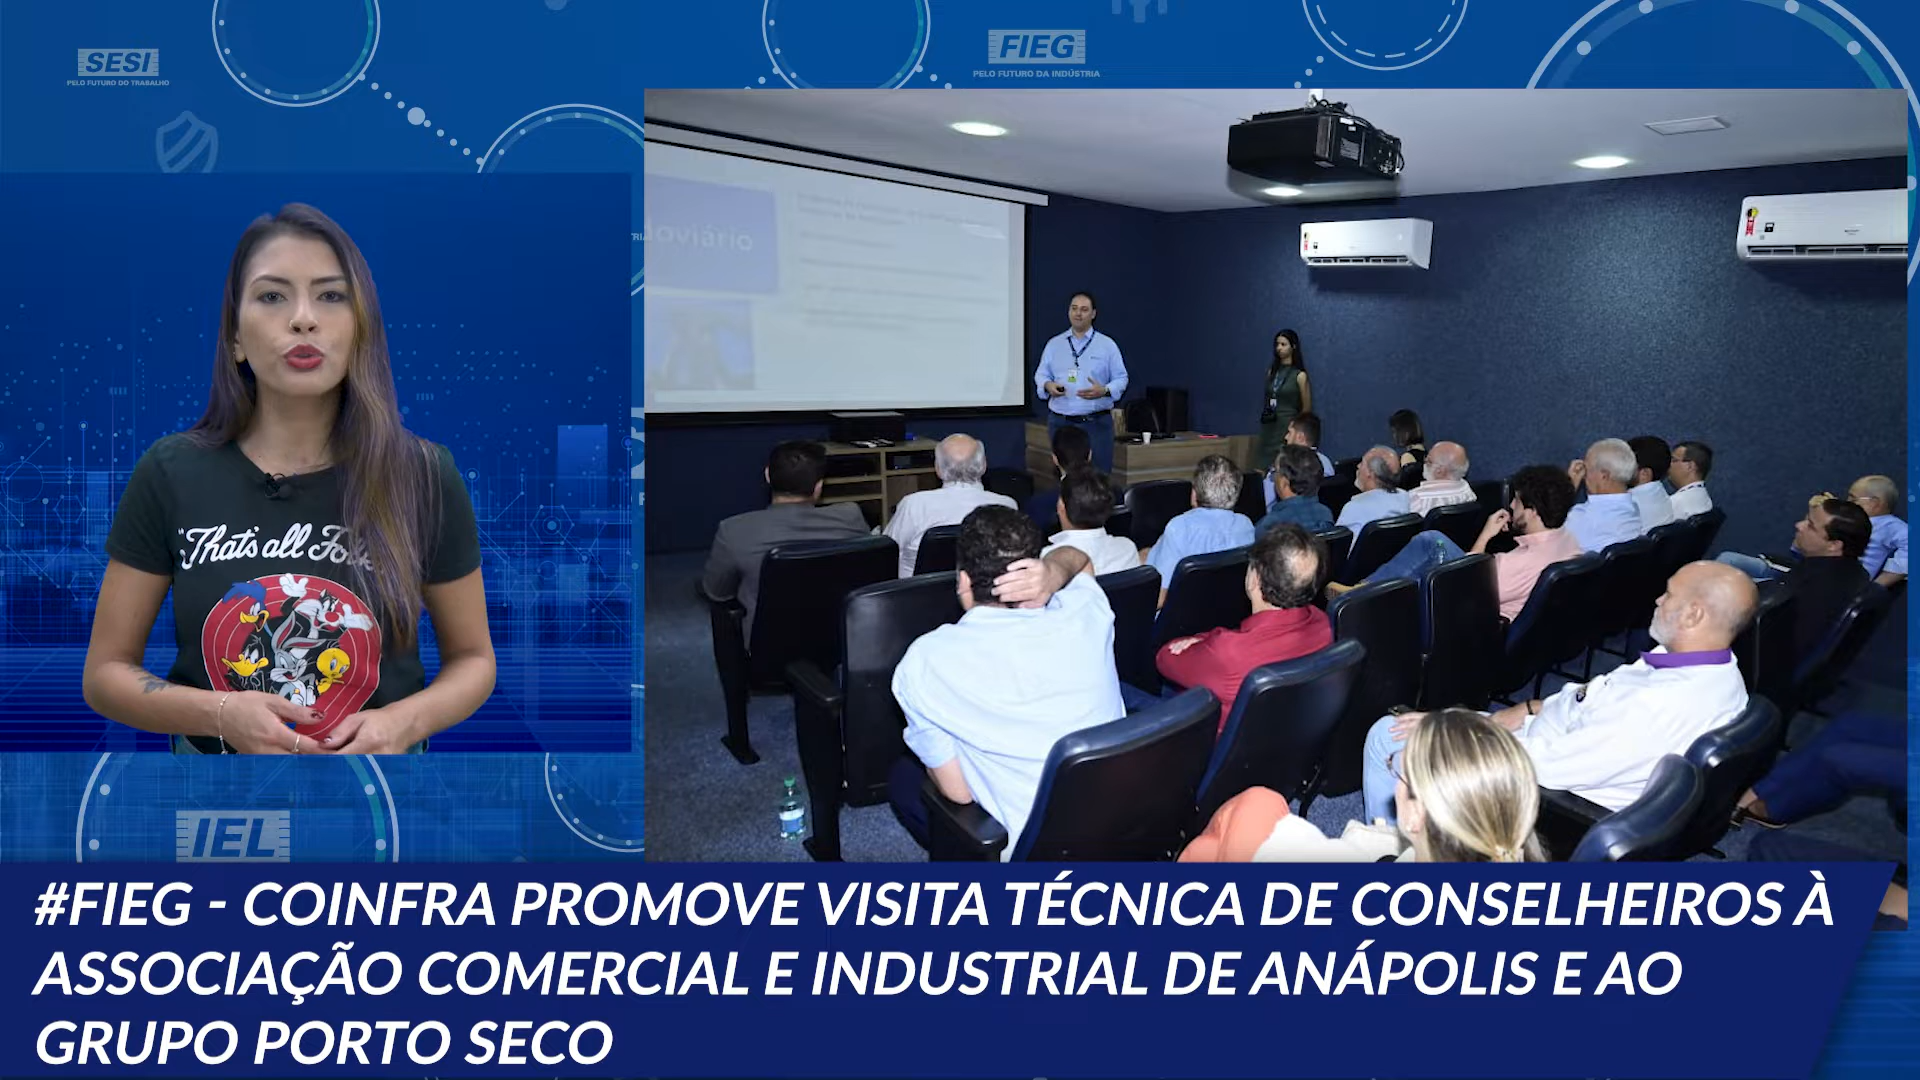 SESI
PELO FUTURO DO TRABALHO
FIEG
PELO FUTURO DA INDÚSTRIA
oviário
"That's all Folk
IEL
#FIEG - COINFRA PROMOVE VISITA TÉCNICA DE CONSELHEIROS À
ASSOCIAÇÃO COMERCIAL E INDUSTRIAL DE ANÁPOLIS E AO
GRUPO PORTO SECO